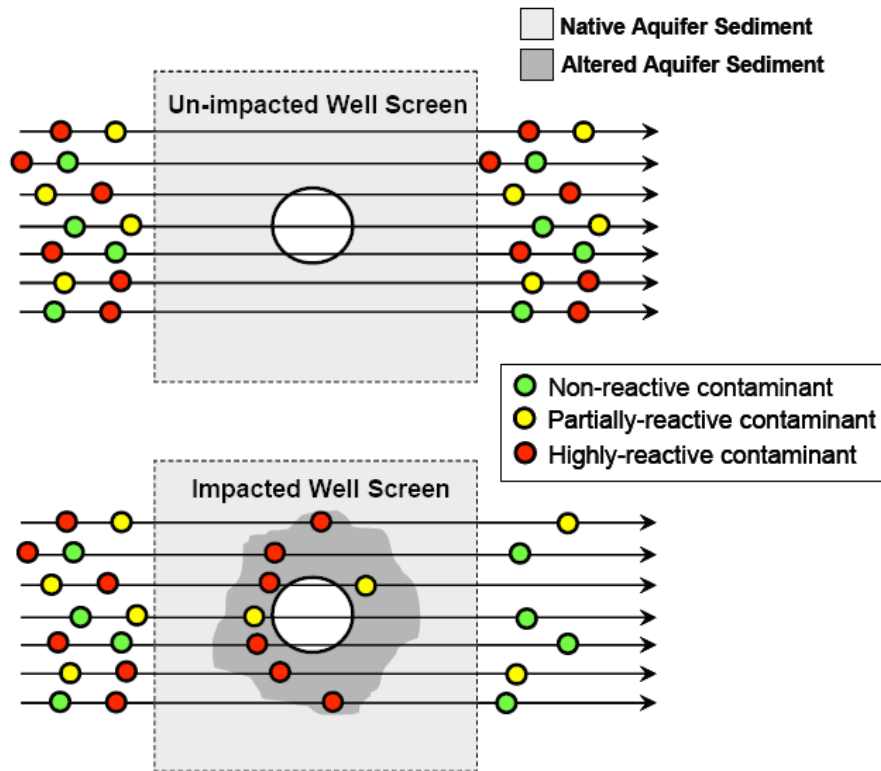 Native Aquifer Sediment
Altered Aquifer Sediment
Un-impacted Well Screen
Non-reactive contaminant
Partially-reactive contaminant
Highly-reactive contaminant
Impacted Well Screen